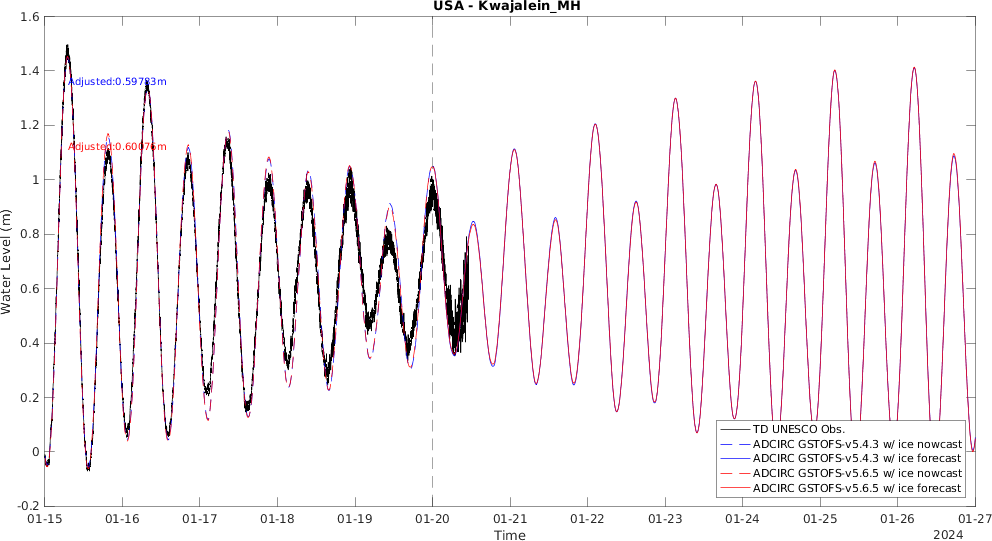 USA - Kwajalein_MH
1.6
1.4
1.2
1
0.8
0.6
0.4
0.2
0
-0.2
Water Level (m)
Adjusted:0.59783m
Adjusted:0.60076m
TD UNESCO Obs.
ADCIRC GSTOFS-v5.4.3 w/ ice nowcast
ADCIRC GSTOFS-v5.4.3 w/ ice forecast
ADCIRC GSTOFS-v5.6.5 w/ ice nowcast
ADCIRC GSTOFS-v5.6.5 w/ ice forecast
01-15 01-16 01-17 01-18 01-19 01-20 01-21 01-22 01-23 01-24 01-25 01-26 01-27
Time
2024